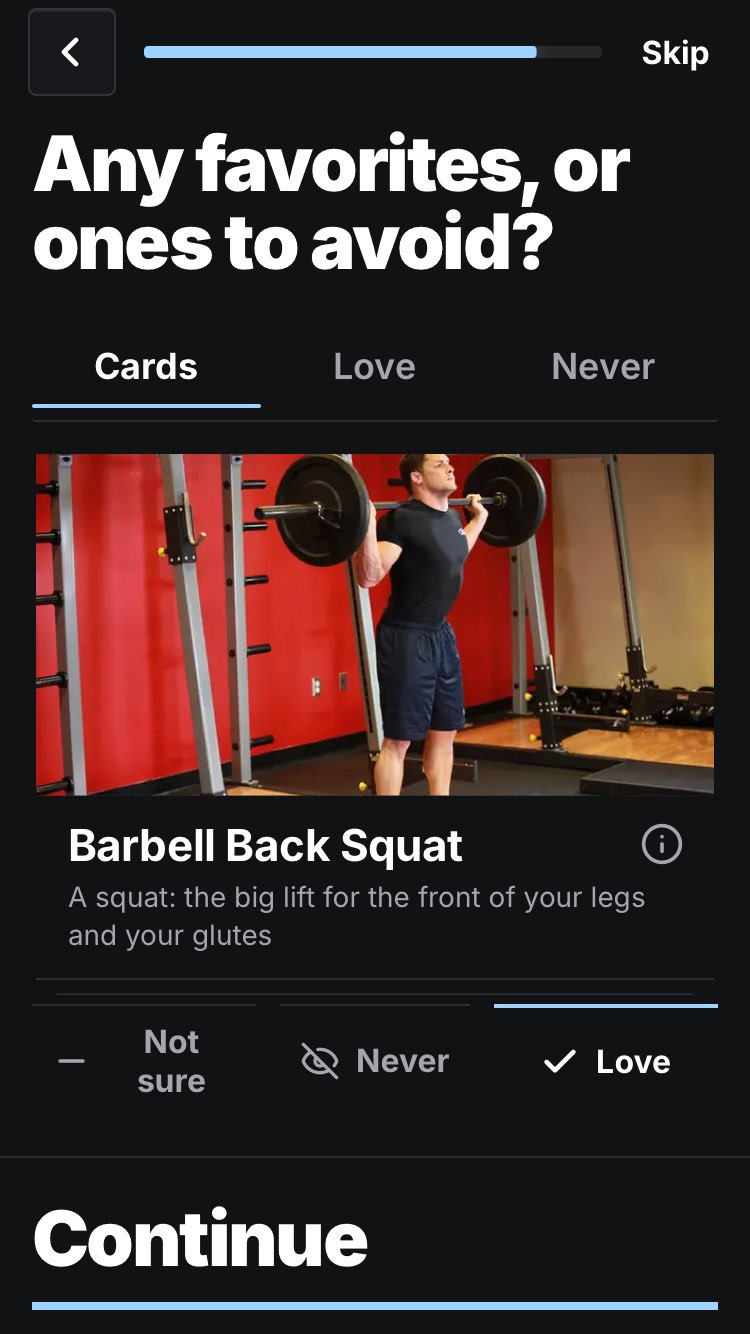 Skip
Any favorites, or
ones to avoid?
Cards
Love
Never
Barbell Back Squat
A squat: the big lift for the front of your legs
and your glutes
Not
sure
Never
Love
Continue